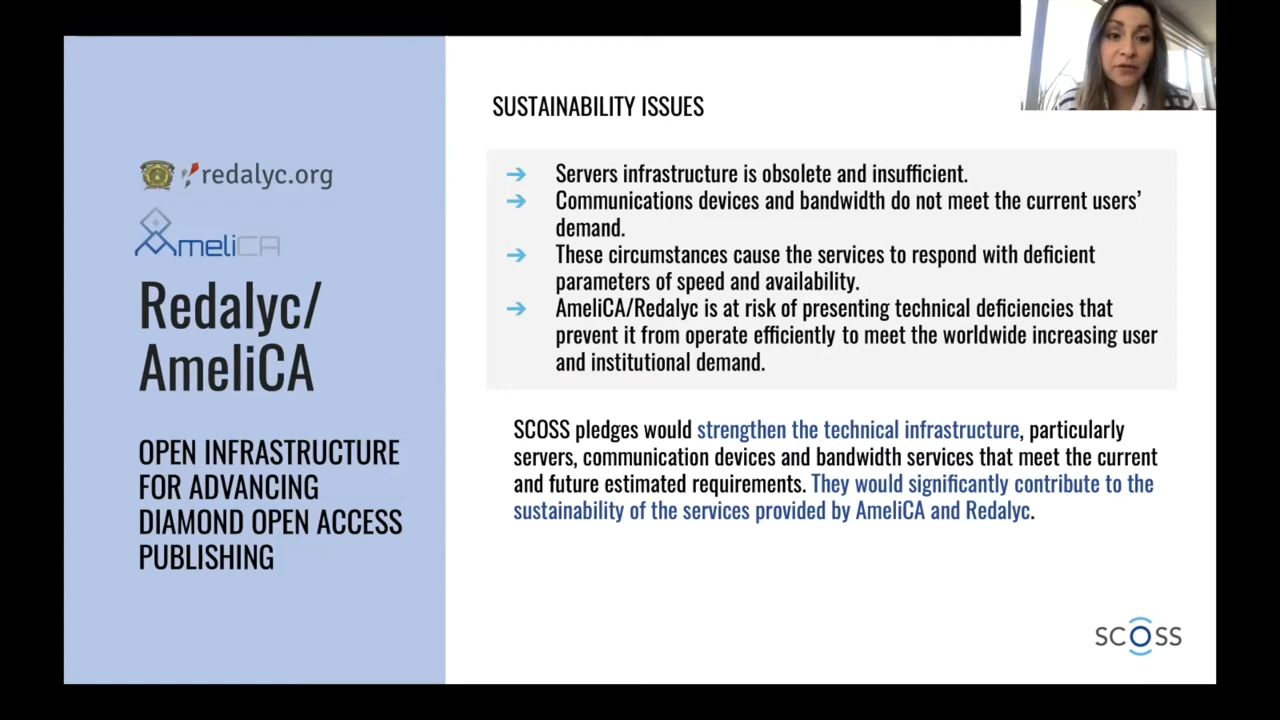 redalyc.org
AmeliCA
Redalyc/
AmeliCA
OPEN INFRASTRUCTURE
FOR ADVANCING
DIAMOND OPEN ACCESS
PUBLISHING
SUSTAINABILITY ISSUES
➔ Servers infrastructure is obsolete and insufficient.
➔ Communications devices and bandwidth do not meet the current users’
demand.
➔ These circumstances cause the services to respond with deficient
parameters of speed and availability.
➔ AmeliCA/Redalyc is at risk of presenting technical deficiencies that
prevent it from operate efficiently to meet the worldwide increasing user
and institutional demand.
SCOSS pledges would strengthen the technical infrastructure, particularly
servers, communication devices and bandwidth services that meet the current
and future estimated requirements. They would significantly contribute to the
sustainability of the services provided by AmeliCA and Redalyc.
SCOSS